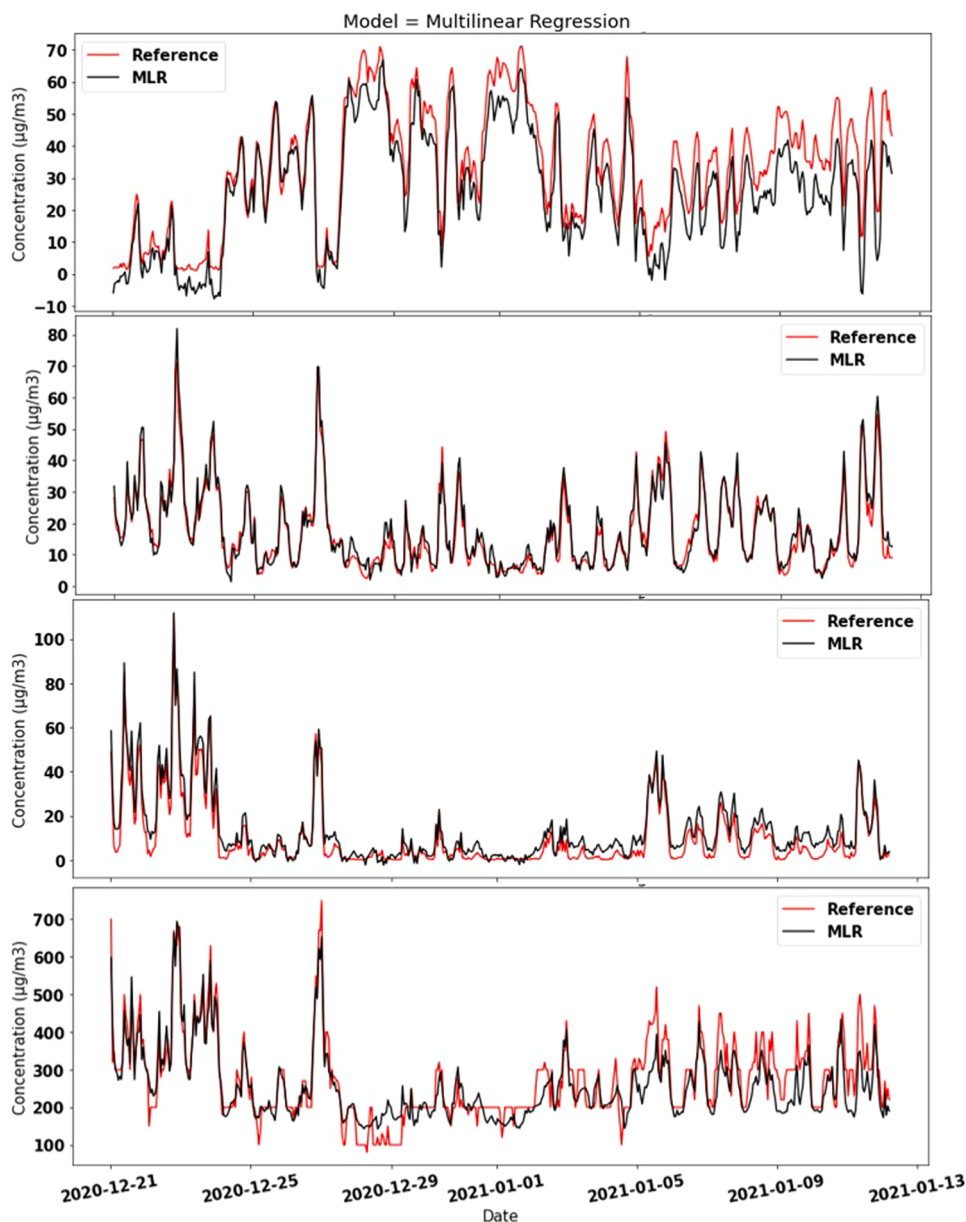 Model = Multilinear Regression
Concentration (µg/m3)
70
60
50
40
30
20
10
0
−10
Reference
MLR
Concentration (µg/m3)
80
70
60
50
40
30
20
10
0
Reference
MLR
Concentration (µg/m3)
100
80
60
40
20
0
Reference
MLR
Concentration (µg/m3)
700
600
500
400
300
200
100
Reference
MLR
2020-12-21
2020-12-25
2020-12-29
2021-01-01
2021-01-05
2021-01-09
2021-01-13
Date